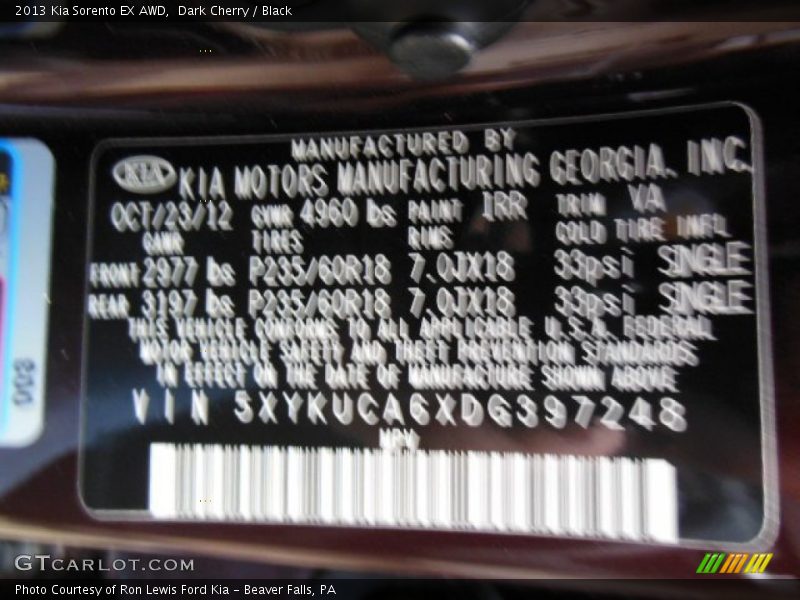 2013 Kia Sorento EX AWD,  Dark Cherry / Black
MANUFACTURED BY
KIA KIA MOTORS MANUFACTURING GEORGIA, INC.
OCT/23/12 GVWR 4960 lbs PAINT IRR TRIM VA
GAWR TIRES RIMS COLD TIRE INFL
FRONT 2977 lbs P235/60R18 7.0JX18 33psi SINGLE
REAR 3197 lbs P235/60R18 7.0JX18 33psi SINGLE
THIS VEHICLE CONFORMS TO ALL APPLICABLE U.S.A. FEDERAL
MOTOR VEHICLE SAFETY AND THEFT PREVENTION STANDARDS
IN EFFECT ON THE DATE OF MANUFACTURE SHOWN ABOVE
VIN 5XYKUCA6XDG397248
MPV
003
GTCARLOT.COM
Photo Courtesy of Ron Lewis Ford Kia - Beaver Falls, PA